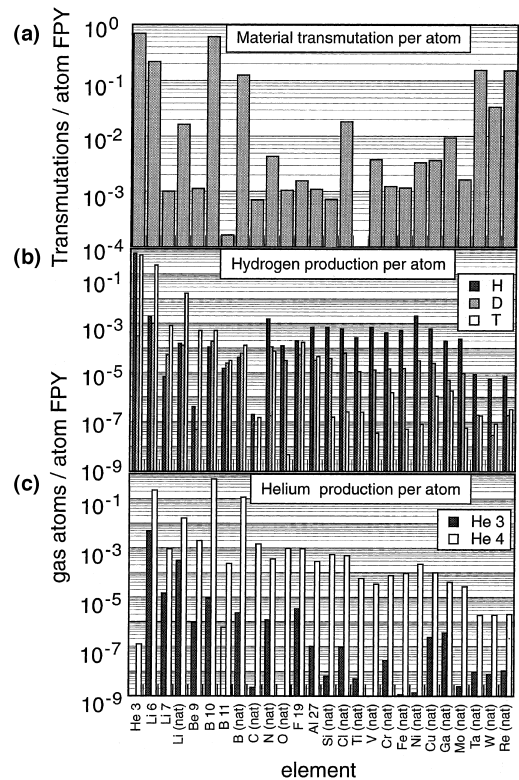 (a)
Material transmutation per atom
Transmutations / atom FPY
10^0
10^-1
10^-2
10^-3
10^-4
(b)
Hydrogen production per atom
H
D
T
10^-1
10^-3
10^-5
10^-7
10^-9
gas atoms / atom FPY
(c)
Helium production per atom
He 3
He 4
10^-1
10^-3
10^-5
10^-7
10^-9
He 3
Li 6
Li 7
Li (nat)
Be 9
B 10
B 11
B (nat)
C (nat)
N (nat)
O (nat)
F 19
Al 27
Si (nat)
Cl (nat)
Ti (nat)
V (nat)
Cr (nat)
Fe (nat)
Ni (nat)
Cu (nat)
Ga (nat)
Mo (nat)
Ta (nat)
W (nat)
Re (nat)
element